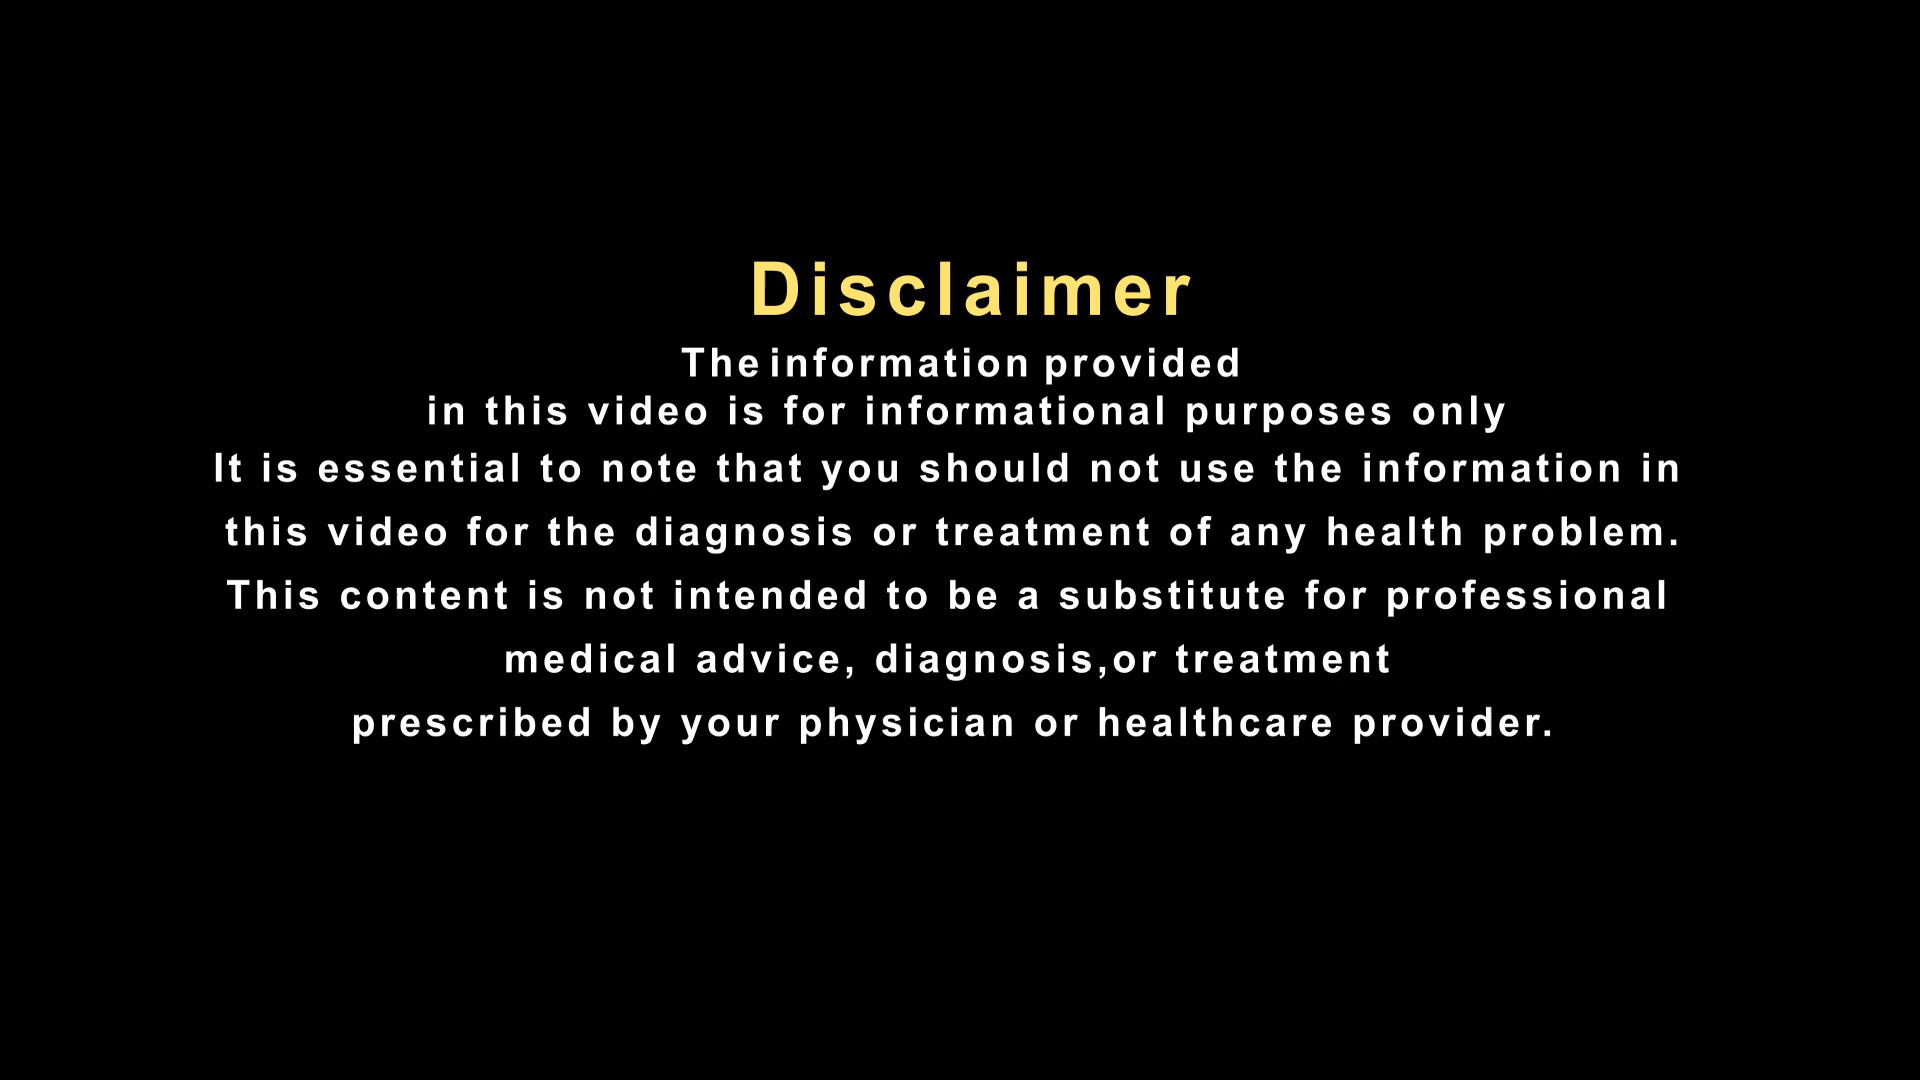 Disclaimer
The information provided
in this video is for informational purposes only
It is essential to note that you should not use the information in
this video for the diagnosis or treatment of any health problem.
This content is not intended to be a substitute for professional
medical advice, diagnosis,or treatment
prescribed by your physician or healthcare provider.